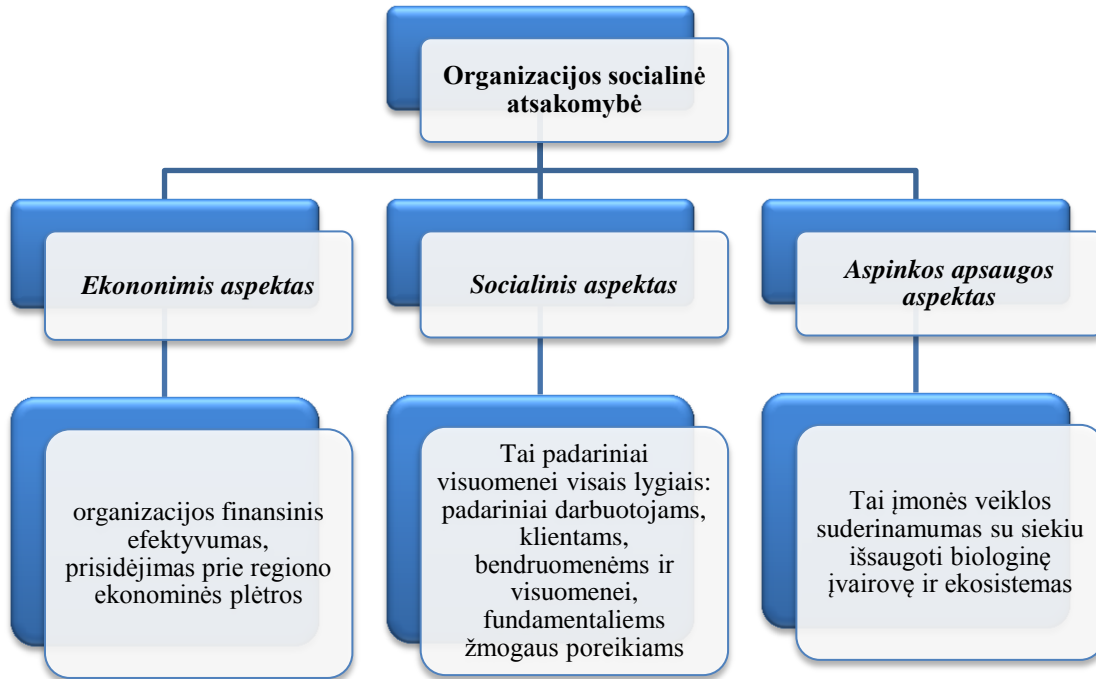 Organizacijos socialinė
atsakomybė
Ekononimis aspektas
Socialinis aspektas
Aspinkos apsaugos
aspektas
organizacijos finansinis
efektyvumas,
prisidėjimas prie regiono
ekonominės plėtros
Tai padariniai
visuomenei visais lygiais:
padariniai darbuotojams,
klientams,
bendruomenėms ir
visuomenei,
fundamentaliems
žmogaus poreikiams
Tai įmonės veiklos
suderinamumas su siekiu
išsaugoti biologinę
įvairovę ir ekosistemas